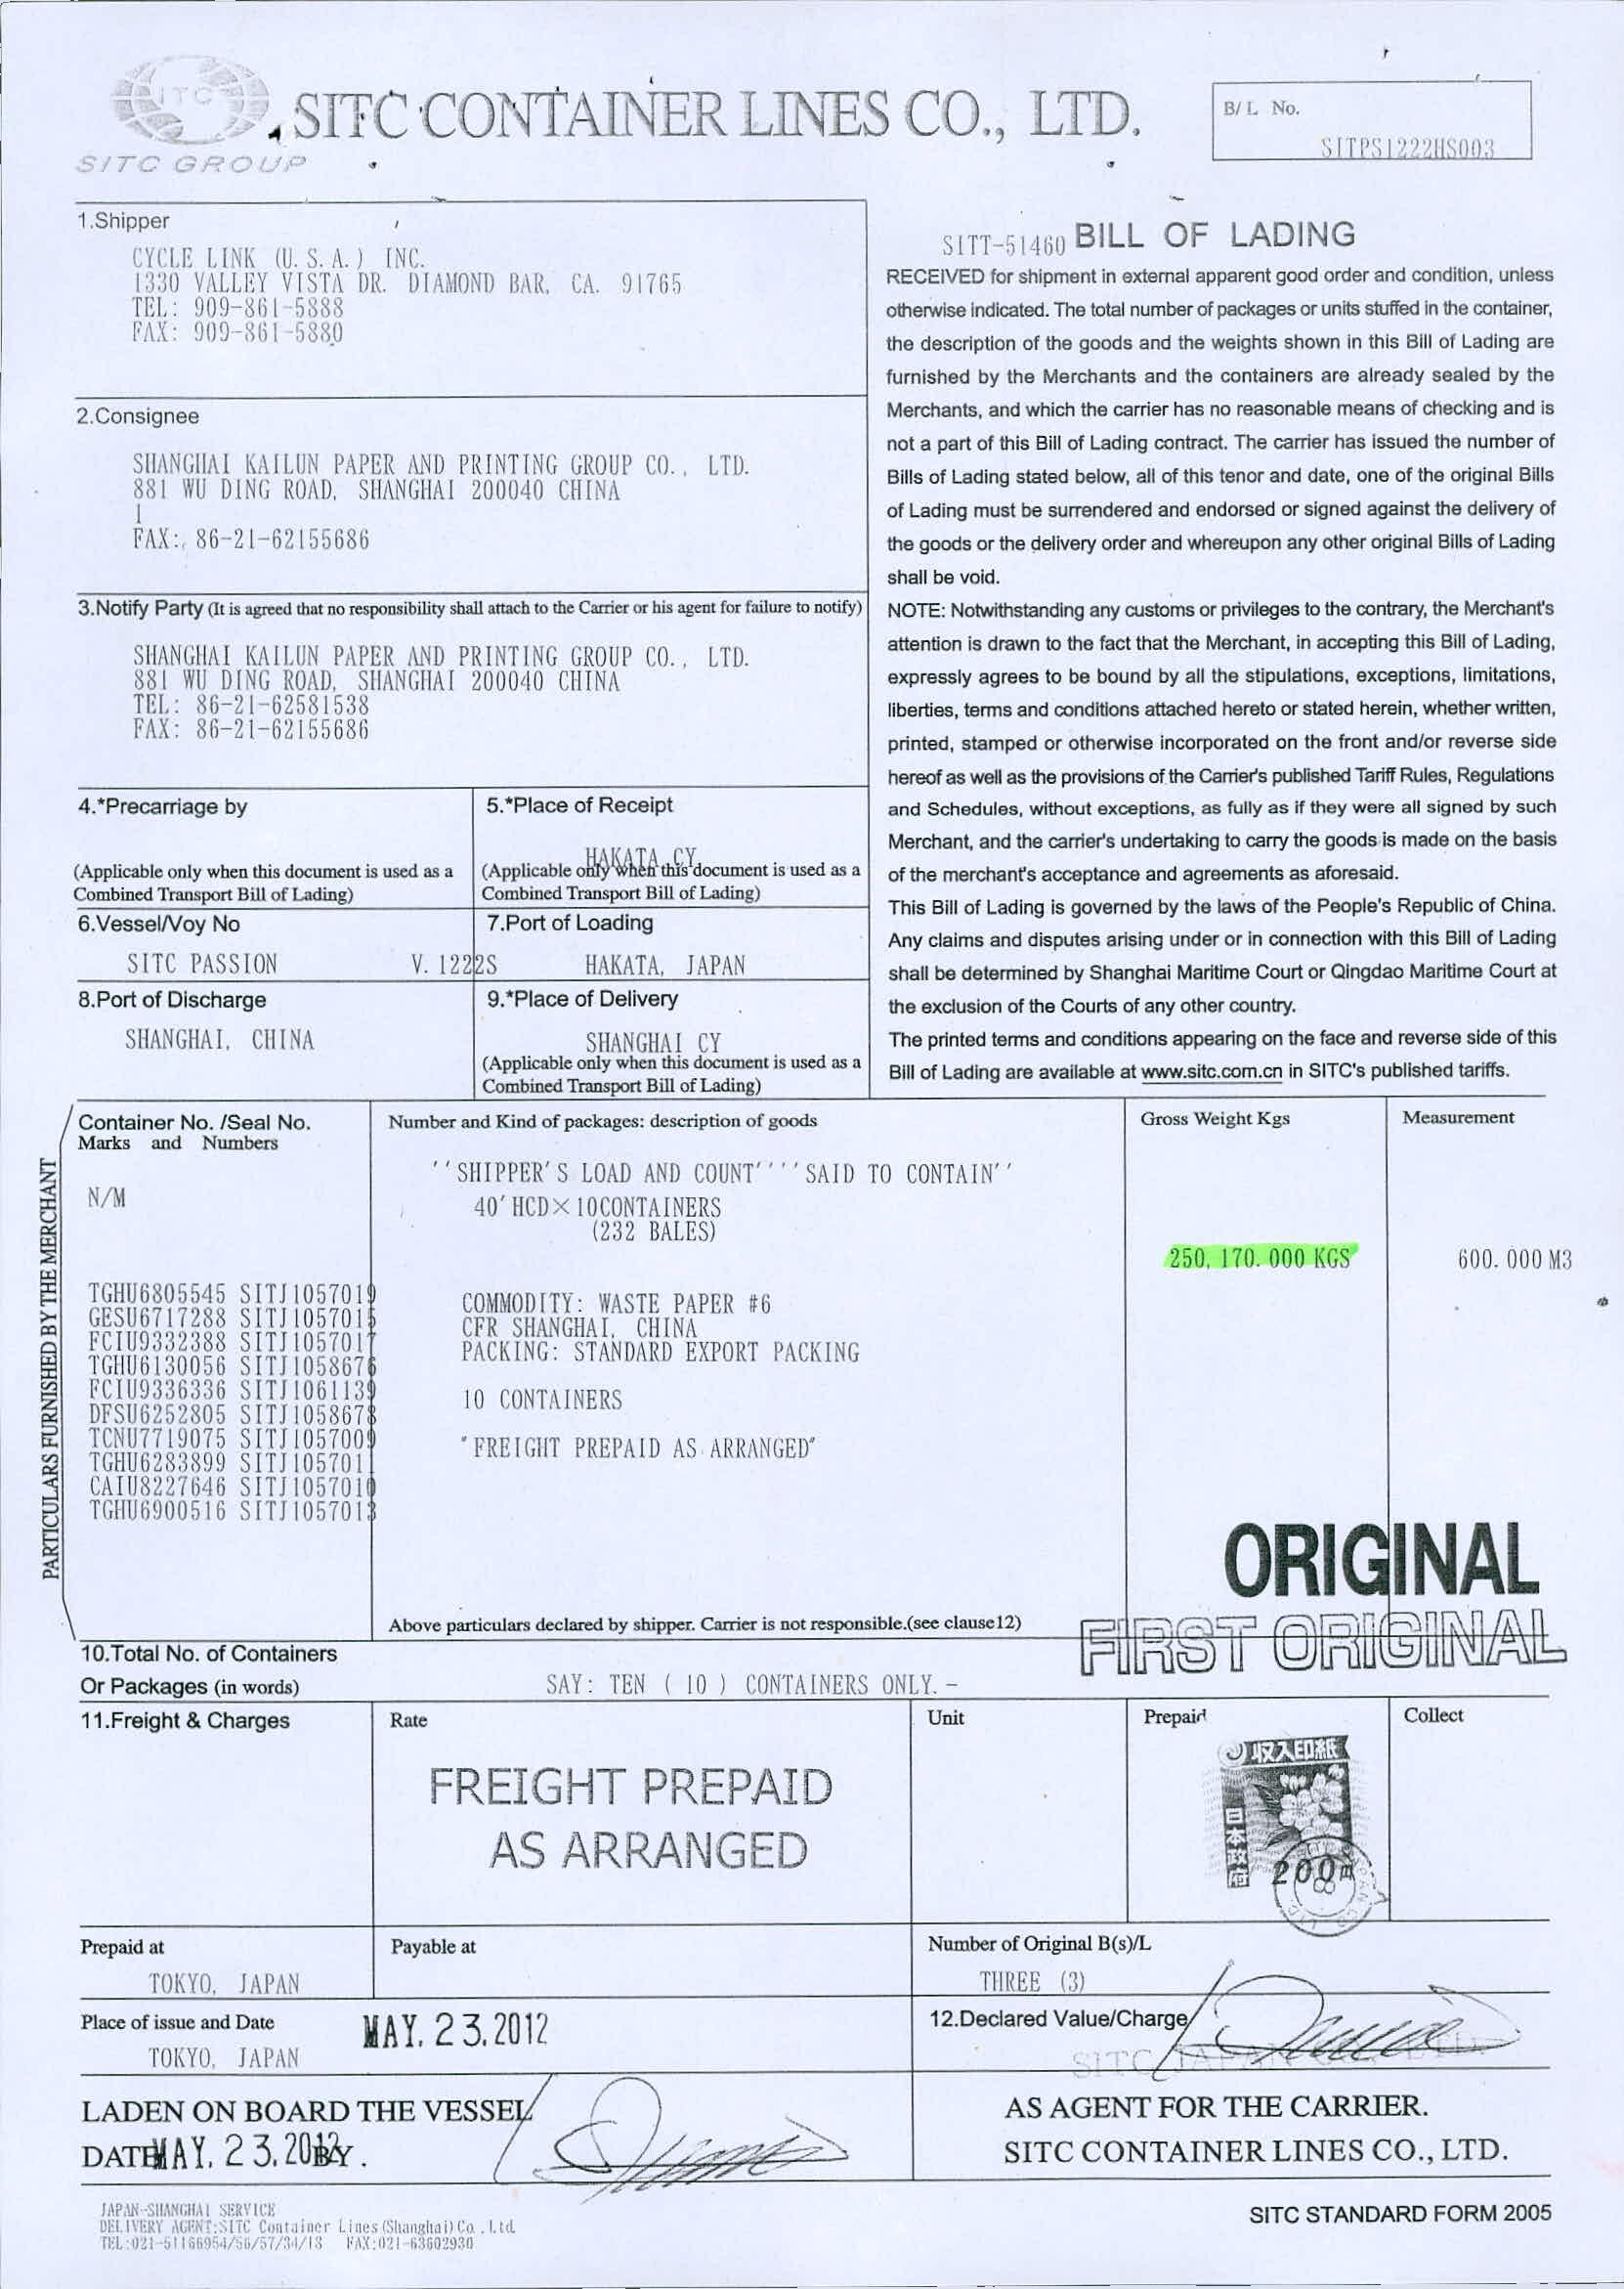 SITC
SITC GROUP
SITC CONTAINER LINES CO., LTD.
B/L No.
SITPS1222HS003
1.Shipper
CYCLE LINK (U.S.A.) INC.
1330 VALLEY VISTA DR. DIAMOND BAR, CA. 91765
TEL: 909-861-5888
FAX: 909-861-5880
2.Consignee
SHANGHAI KAILUN PAPER AND PRINTING GROUP CO., LTD.
881 WU DING ROAD, SHANGHAI 200040 CHINA
FAX: 86-21-62155686
3.Notify Party (It is agreed that no responsibility shall attach to the Carrier or his agent for failure to notify)
SHANGHAI KAILUN PAPER AND PRINTING GROUP CO., LTD.
881 WU DING ROAD, SHANGHAI 200040 CHINA
TEL: 86-21-62581538
FAX: 86-21-62155686
4.*Precarriage by
(Applicable only when this document is used as a
Combined Transport Bill of Lading)
5.*Place of Receipt
HAKATA CY
(Applicable only when this document is used as a
Combined Transport Bill of Lading)
6.Vessel/Voy No
SITC PASSION V. 1222S
7.Port of Loading
HAKATA, JAPAN
8.Port of Discharge
SHANGHAI, CHINA
9.*Place of Delivery
SHANGHAI CY
(Applicable only when this document is used as a
Combined Transport Bill of Lading)
SITT-51460 BILL OF LADING
RECEIVED for shipment in external apparent good order and condition, unless
otherwise indicated. The total number of packages or units stuffed in the container,
the description of the goods and the weights shown in this Bill of Lading are
furnished by the Merchants and the containers are already sealed by the
Merchants, and which the carrier has no reasonable means of checking and is
not a part of this Bill of Lading contract. The carrier has issued the number of
Bills of Lading stated below, all of this tenor and date, one of the original Bills
of Lading must be surrendered and endorsed or signed against the delivery of
the goods or the delivery order and whereupon any other original Bills of Lading
shall be void.
NOTE: Notwithstanding any customs or privileges to the contrary, the Merchant's
attention is drawn to the fact that the Merchant, in accepting this Bill of Lading,
expressly agrees to be bound by all the stipulations, exceptions, limitations,
liberties, terms and conditions attached hereto or stated herein, whether written,
printed, stamped or otherwise incorporated on the front and/or reverse side
hereof as well as the provisions of the Carrier's published Tariff Rules, Regulations
and Schedules, without exceptions, as fully as if they were all signed by such
Merchant, and the carrier's undertaking to carry the goods is made on the basis
of the merchant's acceptance and agreements as aforesaid.
This Bill of Lading is governed by the laws of the People's Republic of China.
Any claims and disputes arising under or in connection with this Bill of Lading
shall be determined by Shanghai Maritime Court or Qingdao Maritime Court at
the exclusion of the Courts of any other country.
The printed terms and conditions appearing on the face and reverse side of this
Bill of Lading are available at www.sitc.com.cn in SITC's published tariffs.
PARTICULARS FURNISHED BY THE MERCHANT
Container No. /Seal No.
Marks and Numbers
Number and Kind of packages: description of goods
Gross Weight Kgs
Measurement
N/M
''SHIPPER'S LOAD AND COUNT''''SAID TO CONTAIN''
40'HCD×10CONTAINERS
(232 BALES)
250,170.000 KGS
600.000 M3
TGHU6805545 SITJ1057019
GESU6717288 SITJ1057015
FCIU9332388 SITJ1057017
TGHU6130056 SITJ1058676
FCIU9336336 SITJ1061139
DFSU6252805 SITJ1058678
TCNU7719075 SITJ1057009
TGHU6283899 SITJ1057011
CAIU8227646 SITJ1057010
TGHU6900516 SITJ1057013
COMMODITY: WASTE PAPER #6
CFR SHANGHAI, CHINA
PACKING: STANDARD EXPORT PACKING
10 CONTAINERS
"FREIGHT PREPAID AS ARRANGED"
ORIGINAL
FIRST ORIGINAL
Above particulars declared by shipper. Carrier is not responsible.(see clause12)
10.Total No. of Containers
Or Packages (in words)
SAY: TEN ( 10 ) CONTAINERS ONLY.-
11.Freight & Charges
Rate
Unit
Prepaid
Collect
FREIGHT PREPAID
AS ARRANGED
収入印紙
日本政府
200円
Prepaid at
TOKYO, JAPAN
Payable at
Number of Original B(s)/L
THREE (3)
Place of issue and Date
TOKYO, JAPAN
MAY. 23. 2012
12.Declared Value/Charge
SITC JAPAN CO., LTD.
LADEN ON BOARD THE VESSEL
DATE MAY. 23. 2012 BY.
AS AGENT FOR THE CARRIER.
SITC CONTAINER LINES CO., LTD.
JAPAN-SHANGHAI SERVICE
DELIVERY AGENT:SITC Container Lines(Shanghai)Co.,Ltd.
TEL:021-51166954/56/57/34/13 FAX:021-63602930
SITC STANDARD FORM 2005